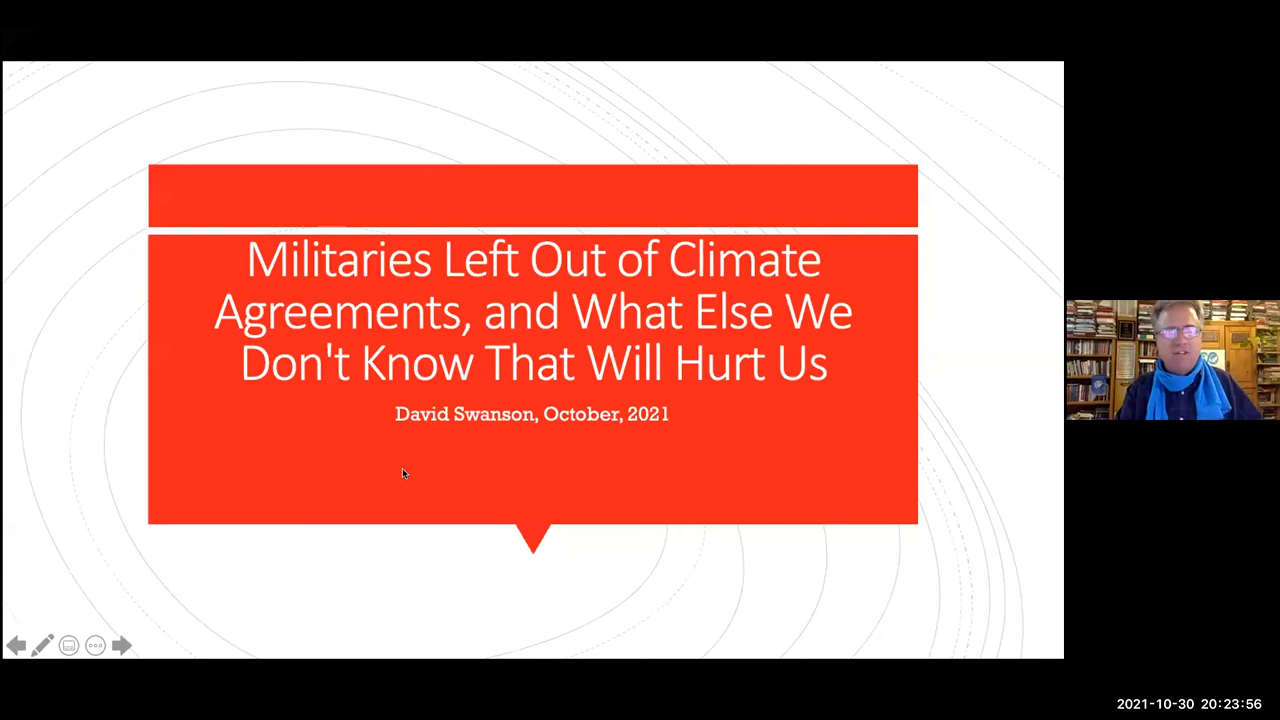 Militaries Left Out of Climate
Agreements, and What Else We
Don't Know That Will Hurt Us
David Swanson, October, 2021
2021-10-30 20:23:56